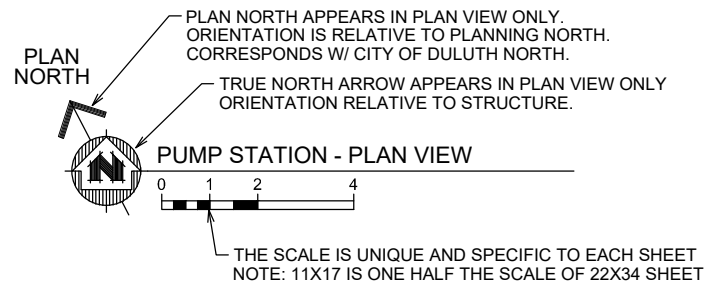 PLAN NORTH APPEARS IN PLAN VIEW ONLY.
ORIENTATION IS RELATIVE TO PLANNING NORTH.
CORRESPONDS W/ CITY OF DULUTH NORTH.
PLAN
NORTH
TRUE NORTH ARROW APPEARS IN PLAN VIEW ONLY
ORIENTATION RELATIVE TO STRUCTURE.
N
PUMP STATION - PLAN VIEW
0 1 2 4
THE SCALE IS UNIQUE AND SPECIFIC TO EACH SHEET
NOTE: 11X17 IS ONE HALF THE SCALE OF 22X34 SHEET